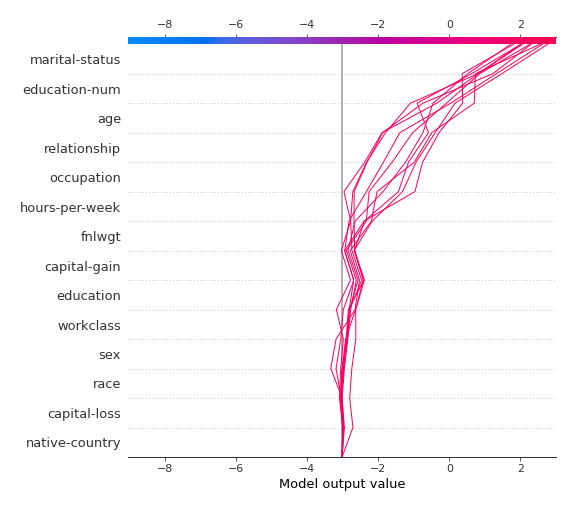 −8 −6 −4 −2 0 2
marital-status
education-num
age
relationship
occupation
hours-per-week
fnlwgt
capital-gain
education
workclass
sex
race
capital-loss
native-country
−8 −6 −4 −2 0 2
Model output value